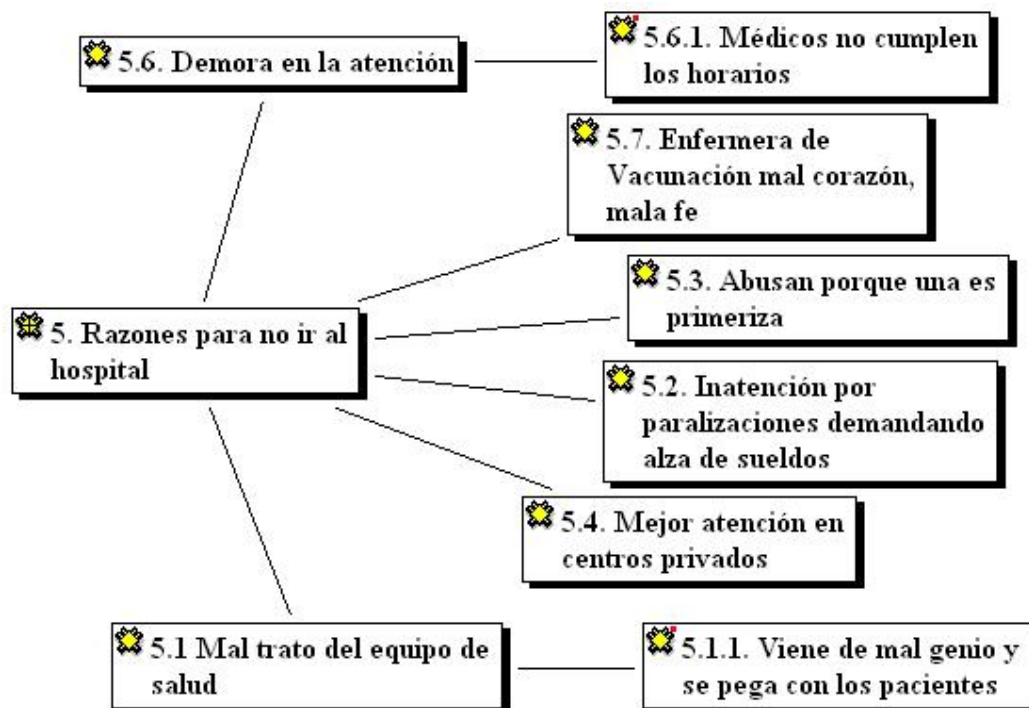 5.6. Demora en la atención
5.6.1. Médicos no cumplen
los horarios
5.7. Enfermera de
Vacunación mal corazón,
mala fe
5.3. Abusan porque una es
primeriza
5. Razones para no ir al
hospital
5.2. Inatención por
paralizaciones demandando
alza de sueldos
5.4. Mejor atención en
centros privados
5.1 Mal trato del equipo de
salud
5.1.1. Viene de mal genio y
se pega con los pacientes